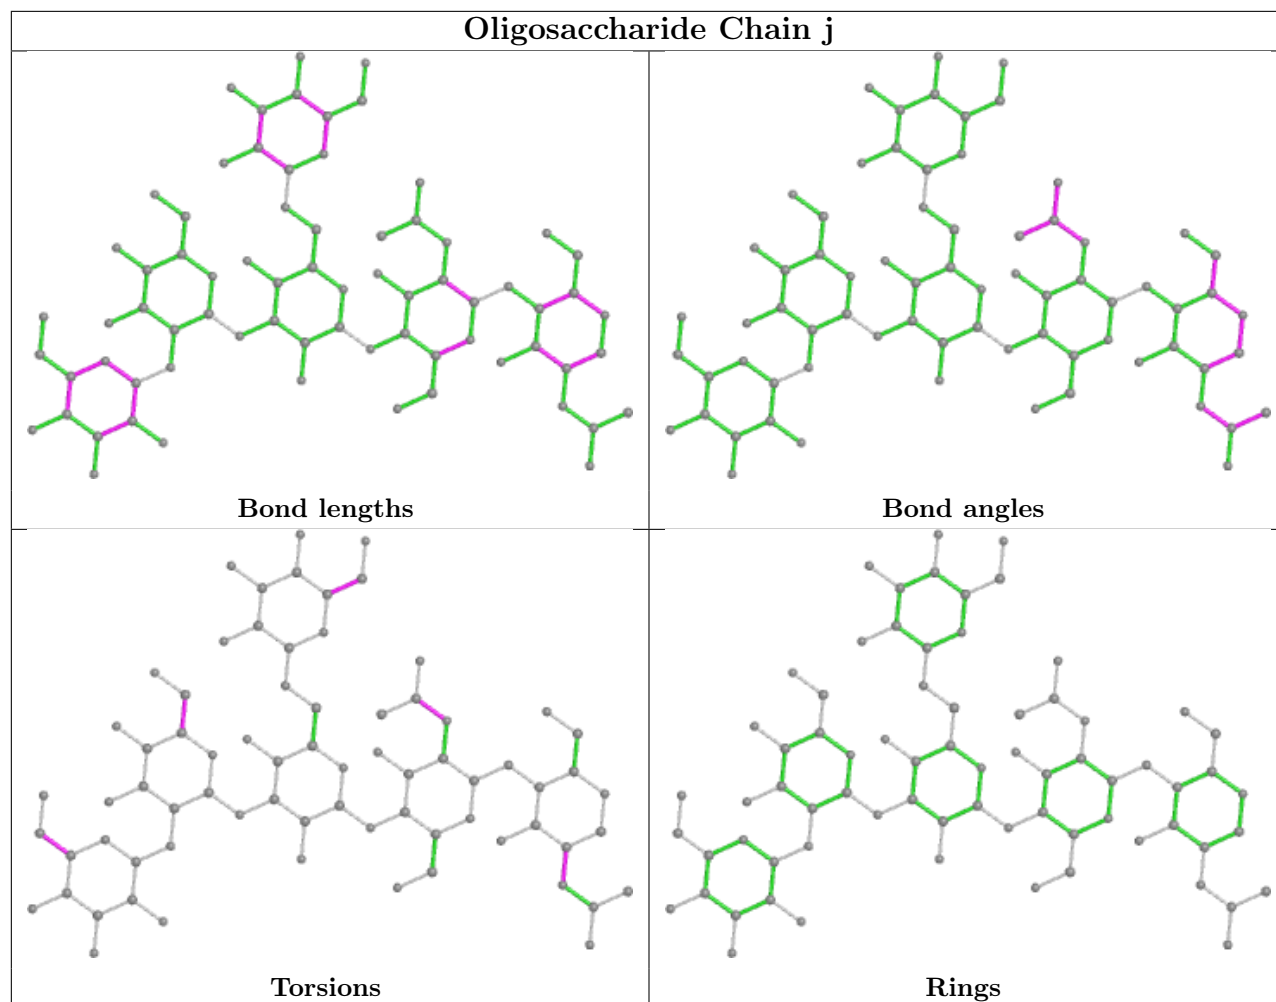 Oligosaccharide Chain j
Bond lengths
Bond angles
Torsions
Rings